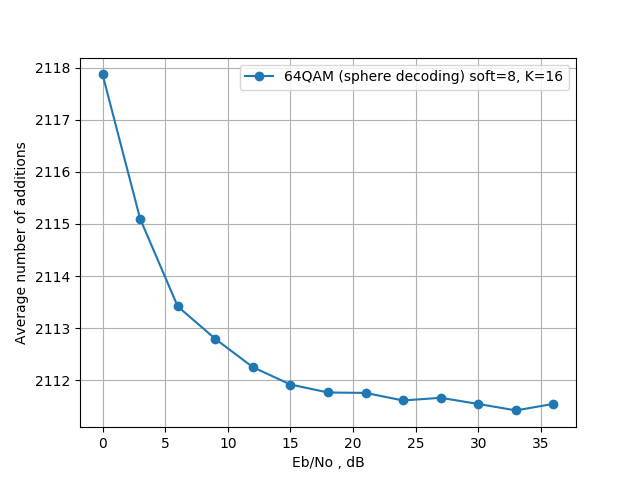 64QAM (sphere decoding) soft=8, K=16
Average number of additions
2118
2117
2116
2115
2114
2113
2112
0 5 10 15 20 25 30 35
Eb/No , dB